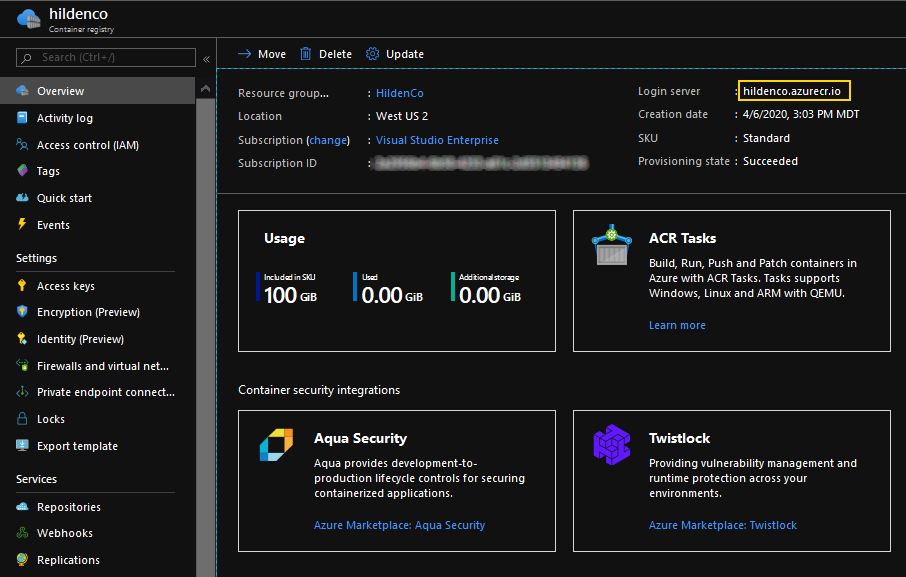 hildenco
Container registry
Search (Ctrl+/)
«
Overview
Activity log
Access control (IAM)
Tags
Quick start
Events
Settings
Access keys
Encryption (Preview)
Identity (Preview)
Firewalls and virtual net...
Private endpoint connect...
Locks
Export template
Services
Repositories
Webhooks
Replications
Move Delete Update
Resource group... : HildenCo
Location : West US 2
Subscription (change) : Visual Studio Enterprise
Subscription ID :
Login server : hildenco.azurecr.io
Creation date : 4/6/2020, 3:03 PM MDT
SKU : Standard
Provisioning state : Succeeded
Usage
Included in SKU
100 GiB
Used
0.00 GiB
Additional storage
0.00 GiB
ACR Tasks
Build, Run, Push and Patch containers in
Azure with ACR Tasks. Tasks supports
Windows, Linux and ARM with QEMU.
Learn more
Container security integrations
Aqua Security
Aqua provides development-to-
production lifecycle controls for securing
containerized applications.
Azure Marketplace: Aqua Security
Twistlock
Providing vulnerability management and
runtime protection across your
environments.
Azure Marketplace: Twistlock